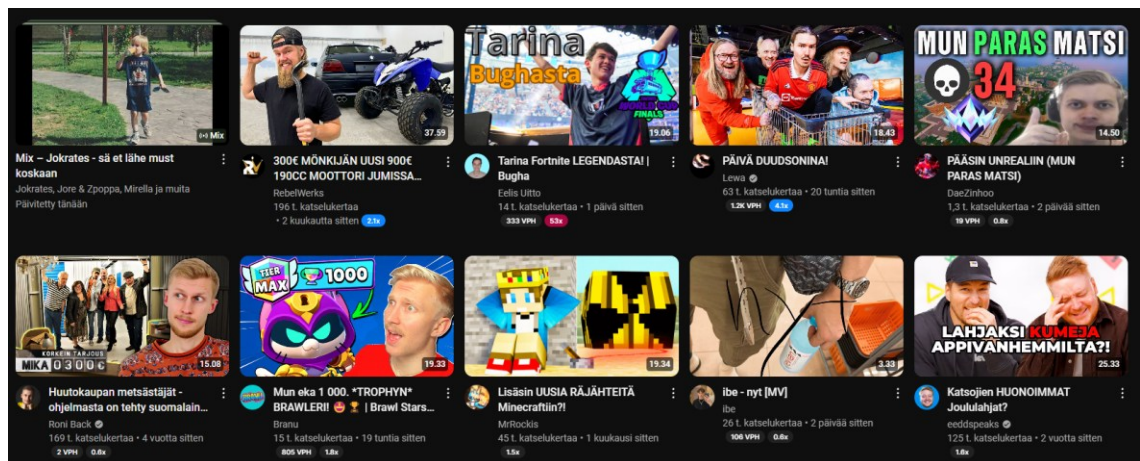 Mix
Mix – Jokrates - sä et lähe must
koskaan
Jokrates, Jore & Zpoppa, Mirella ja muita
Päivitetty tänään
37.59
300€ MÖNKIJÄN UUSI 900€
190CC MOOTTORI JUMISSA...
RebelWerks
196 t. katselukertaa
• 2 kuukautta sitten 2.1x
Tarina
Bughasta
WORLD CUP
FINALS
19.06
Tarina Fortnite LEGENDASTA! |
Bugha
Eelis Uitto
14 t. katselukertaa • 1 päivä sitten
333 VPH 53x
18.43
PÄIVÄ DUUDSONINA!
Lewa
63 t. katselukertaa • 20 tuntia sitten
1.2K VPH 4.1x
MUN PARAS MATSI
34
14.50
PÄÄSIN UNREALIIN (MUN
PARAS MATSI)
DaeZinhoo
1,3 t. katselukertaa • 2 päivää sitten
19 VPH 0.8x
KORKEIN TARJOUS
MIKA 0300€
15.08
Huutokaupan metsästäjät -
ohjelmasta on tehty suomalain...
Roni Back
169 t. katselukertaa • 4 vuotta sitten
2 VPH 0.6x
TIER
MAX
1000
19.33
Mun eka 1 000. *TROPHYN*
BRAWLERI! 🤩 🏆 | Brawl Stars...
Branu
15 t. katselukertaa • 19 tuntia sitten
805 VPH 1.8x
19.34
Lisäsin UUSIA RÄJÄHTEITÄ
Minecraftiin?!
MrRockis
45 t. katselukertaa • 1 kuukausi sitten
1.5x
nyt
3.33
ibe - nyt [MV]
ibe
26 t. katselukertaa • 2 päivää sitten
106 VPH 0.6x
LAHJAKSI KUMEJA
APPIVANHEMMILTA?!
25.33
Katsojien HUONOIMMAT
Joululahjat?
eeddspeaks
125 t. katselukertaa • 2 vuotta sitten
1.6x